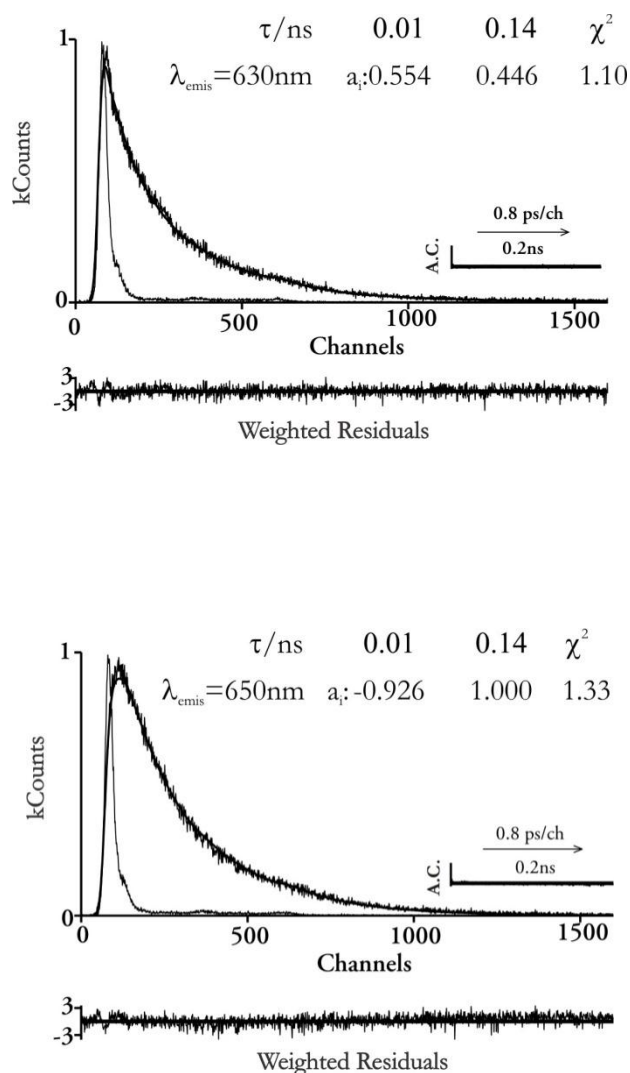 τ/ns 0.01 0.14 χ²
λemis=630nm ai:0.554 0.446 1.10
1
kCounts
0.8 ps/ch
A.C.
0.2ns
0
0 500 1000 1500
Channels
3
-3
Weighted Residuals
τ/ns 0.01 0.14 χ²
λemis=650nm ai:-0.926 1.000 1.33
1
kCounts
0.8 ps/ch
A.C.
0.2ns
0
0 500 1000 1500
Channels
3
-3
Weighted Residuals